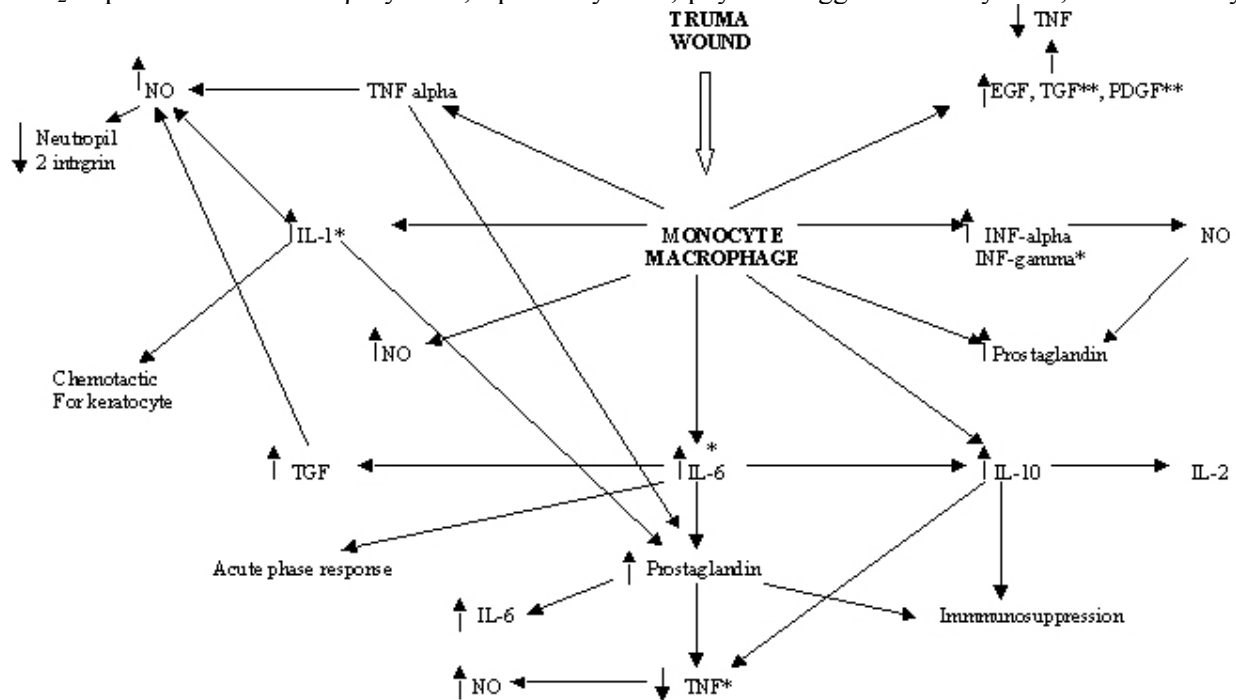 TRUMA
WOUND
TNF
NO
TNF alpha
EGF, TGF**, PDGF**
Neutropil
2 intrgrin
IL-1*
MONOCYTE
MACROPHAGE
INF-alpha
INF-gamma*
NO
NO
Prostaglandin
Chemotactic
For keratocyte
TGF
*
IL-6
IL-10
IL-2
Acute phase response
Prostaglandin
IL-6
Immmunosuppression
NO
TNF*